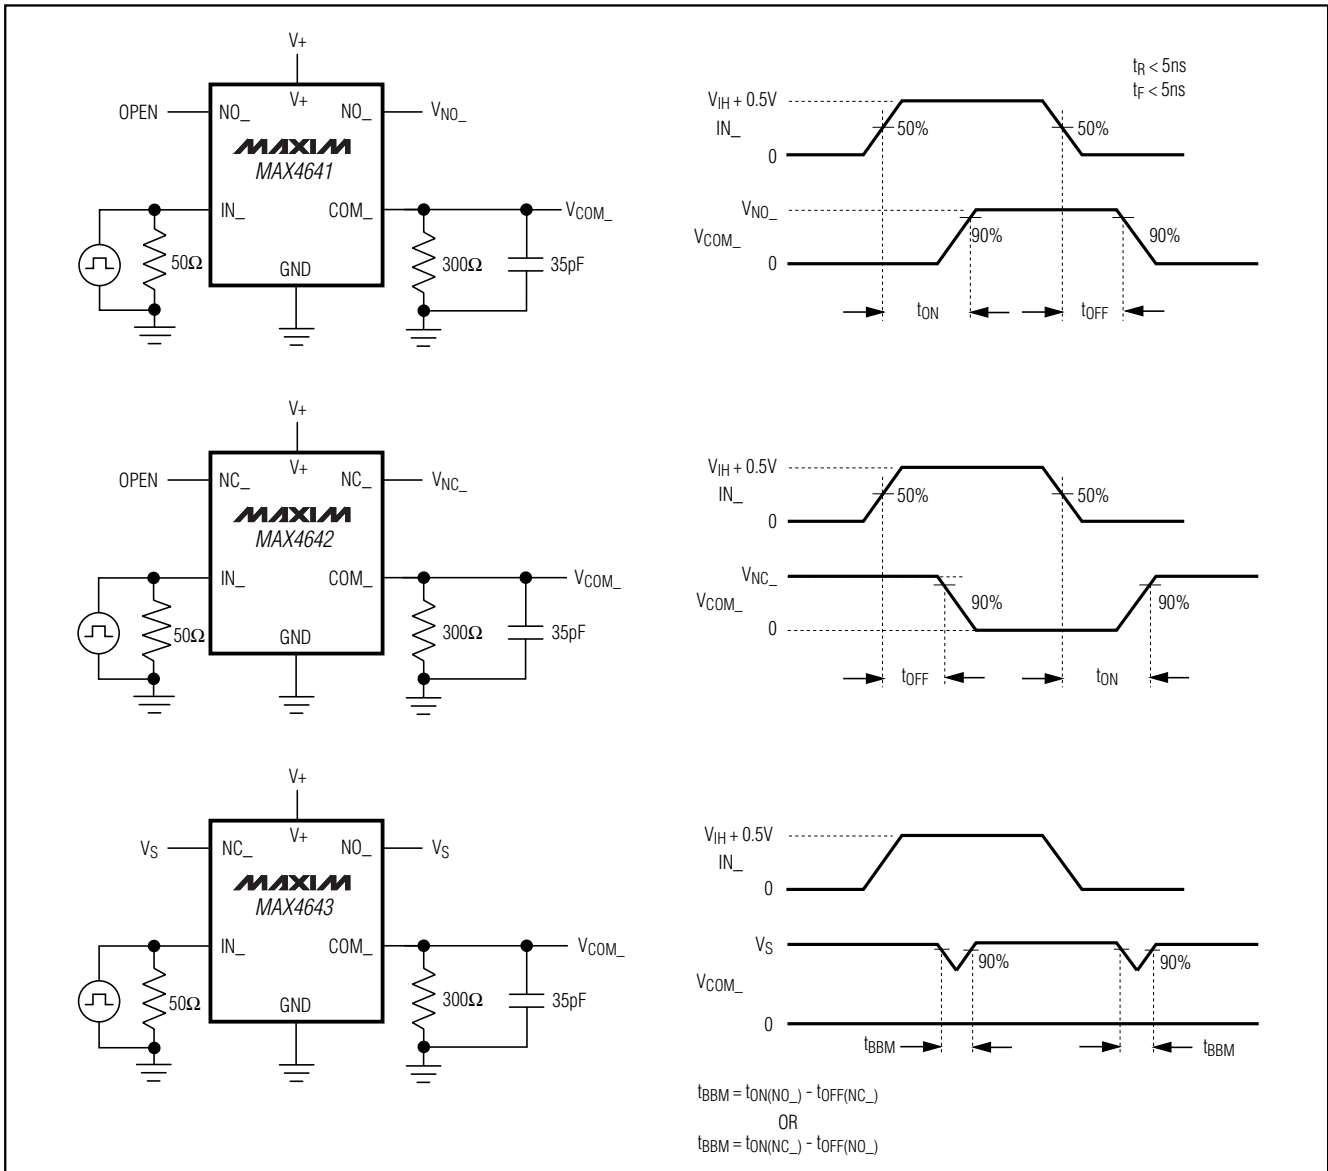 V+
V+
OPEN
NO_
NO_
V_NO_
MAXIM
MAX4641
IN_
COM_
V_COM_
50Ω
GND
300Ω
35pF
t_R < 5ns
t_F < 5ns
V_IH + 0.5V
IN_
50%
50%
0
V_NO_
V_COM_
90%
90%
0
t_ON
t_OFF
V+
V+
OPEN
NC_
NC_
V_NC_
MAXIM
MAX4642
IN_
COM_
V_COM_
50Ω
GND
300Ω
35pF
V_IH + 0.5V
IN_
50%
50%
0
V_NC_
V_COM_
90%
90%
0
t_OFF
t_ON
V+
V+
V_S
NC_
NO_
V_S
MAXIM
MAX4643
IN_
COM_
V_COM_
50Ω
GND
300Ω
35pF
V_IH + 0.5V
IN_
0
V_S
90%
90%
V_COM_
0
t_BBM
t_BBM
t_BBM = t_ON(NO_) - t_OFF(NC_)
OR
t_BBM = t_ON(NC_) - t_OFF(NO_)